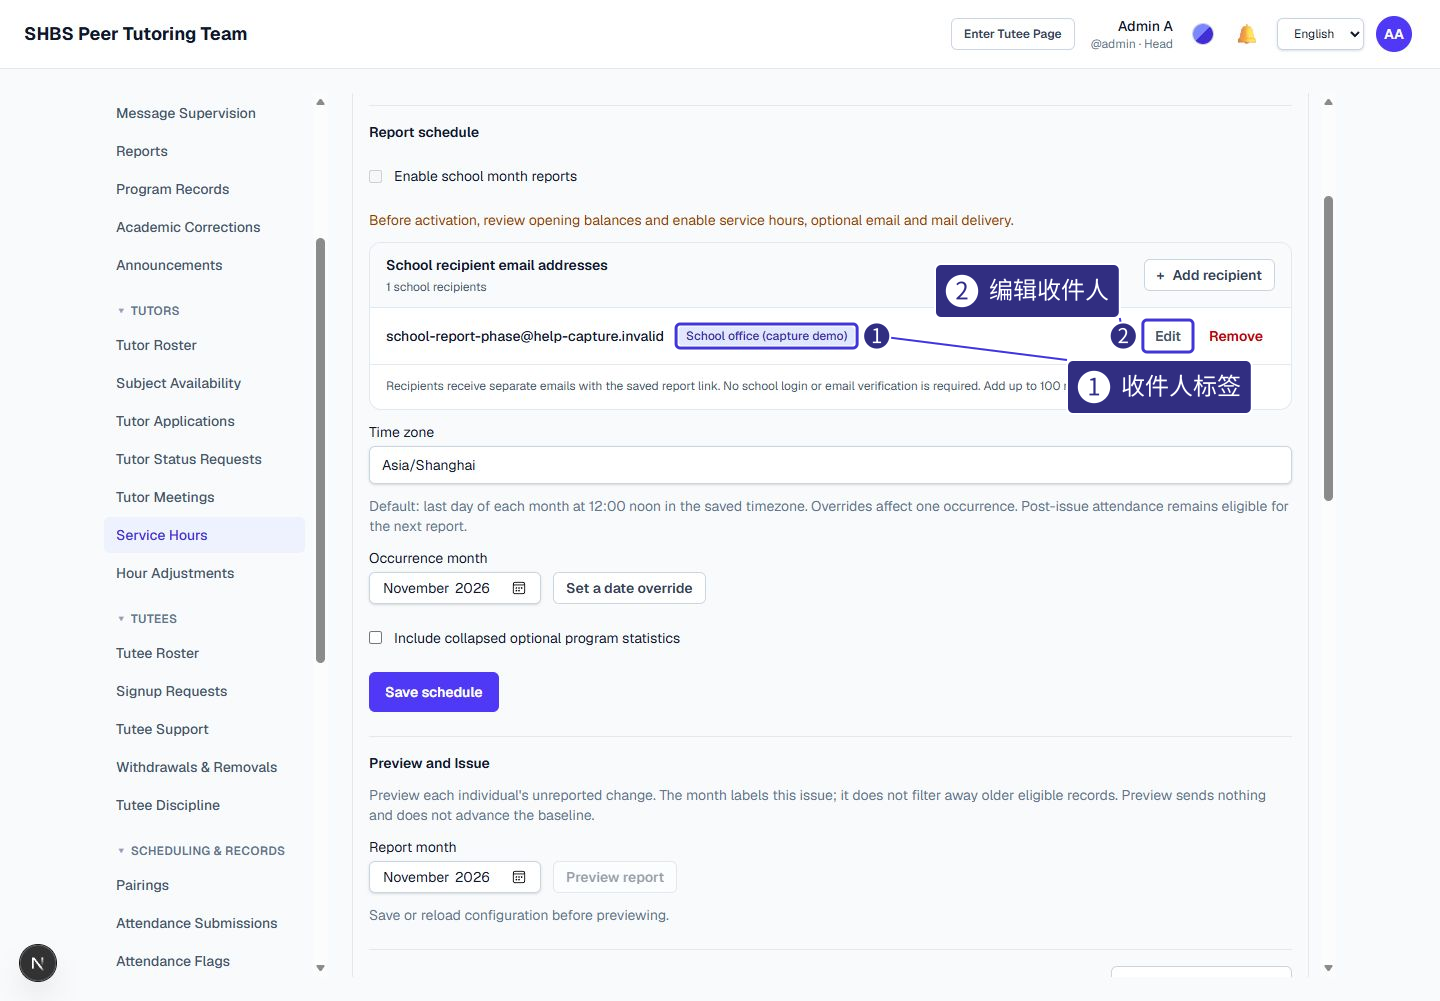 SHBS Peer Tutoring Team
Enter Tutee Page
Admin A
@admin · Head
English
AA
Message Supervision
Reports
Program Records
Academic Corrections
Announcements
TUTORS
Tutor Roster
Subject Availability
Tutor Applications
Tutor Status Requests
Tutor Meetings
Service Hours
Hour Adjustments
TUTEES
Tutee Roster
Signup Requests
Tutee Support
Withdrawals & Removals
Tutee Discipline
SCHEDULING & RECORDS
Pairings
Attendance Submissions
Attendance Flags
N
Report schedule
Enable school month reports
Before activation, review opening balances and enable service hours, optional email and mail delivery.
School recipient email addresses
1 school recipients
+ Add recipient
2 编辑收件人
school-report-phase@help-capture.invalid School office (capture demo) 1
2 Edit Remove
1 收件人标签
Recipients receive separate emails with the saved report link. No school login or email verification is required. Add up to 100
Time zone
Asia/Shanghai
Default: last day of each month at 12:00 noon in the saved timezone. Overrides affect one occurrence. Post-issue attendance remains eligible for
the next report.
Occurrence month
November 2026
Set a date override
Include collapsed optional program statistics
Save schedule
Preview and Issue
Preview each individual's unreported change. The month labels this issue; it does not filter away older eligible records. Preview sends nothing
and does not advance the baseline.
Report month
November 2026
Preview report
Save or reload configuration before previewing.